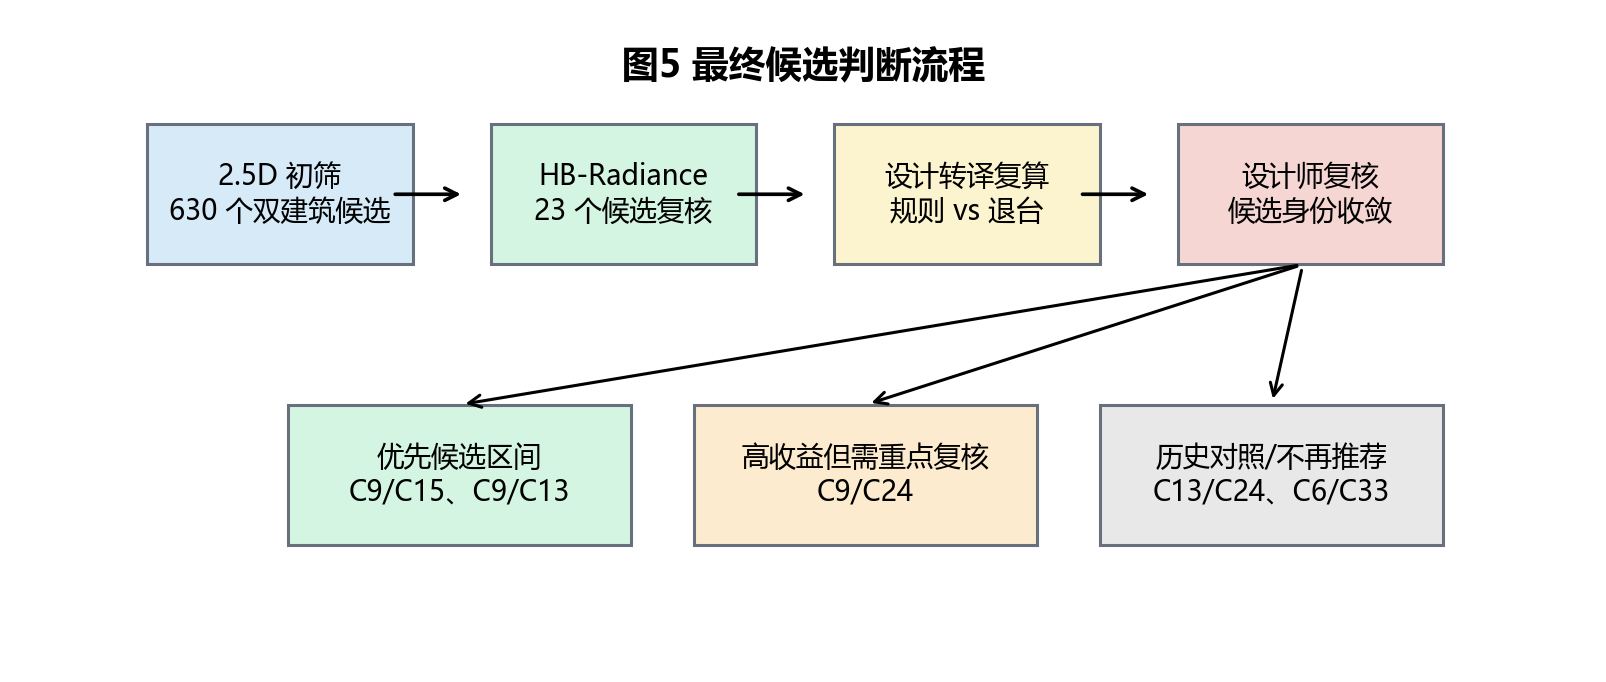 图5 最终候选判断流程
2.5D 初筛
630 个双建筑候选
HB-Radiance
23 个候选复核
设计转译复算
规则 vs 退台
设计师复核
候选身份收敛
优先候选区间
C9/C15、C9/C13
高收益但需重点复核
C9/C24
历史对照/不再推荐
C13/C24、C6/C33